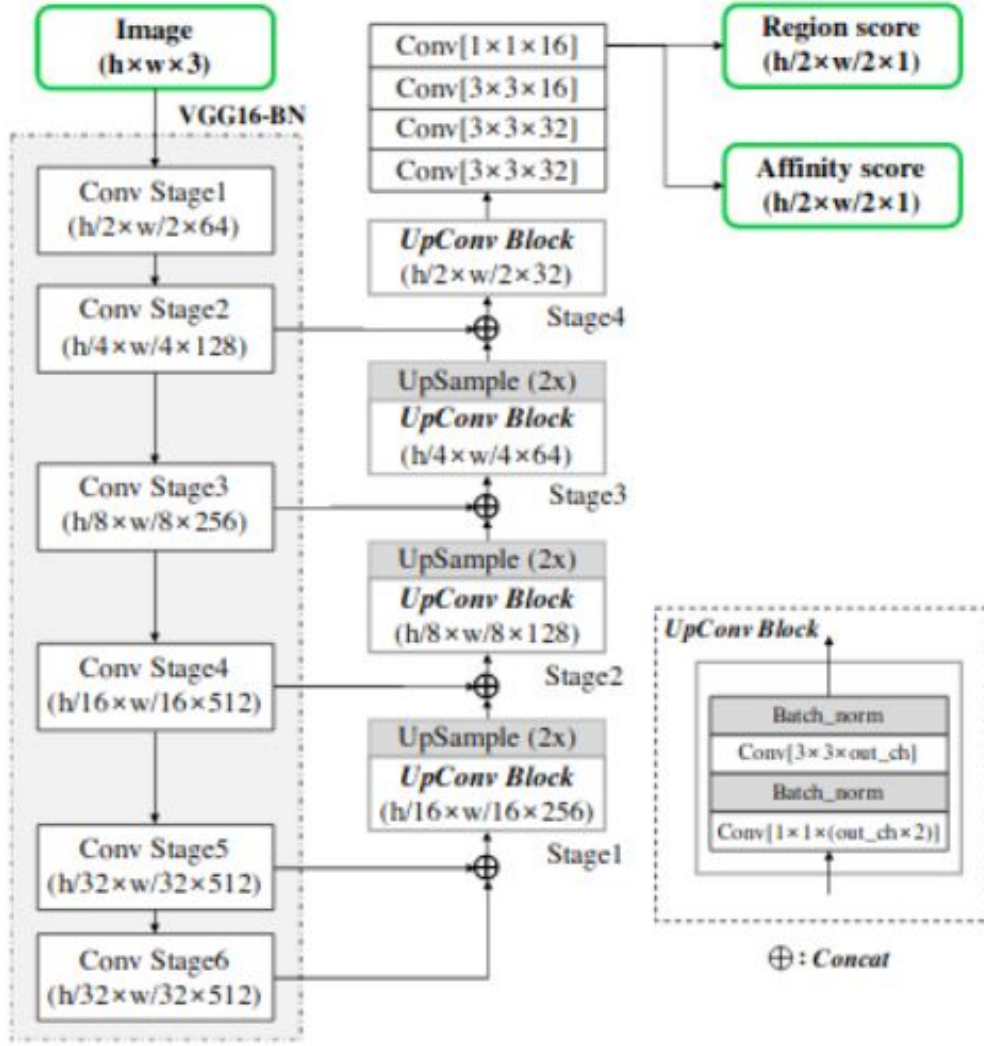 Image
(h×w×3)
VGG16-BN
Conv Stage1
(h/2×w/2×64)
Conv Stage2
(h/4×w/4×128)
Conv Stage3
(h/8×w/8×256)
Conv Stage4
(h/16×w/16×512)
Conv Stage5
(h/32×w/32×512)
Conv Stage6
(h/32×w/32×512)
Conv[1×1×16]
Conv[3×3×16]
Conv[3×3×32]
Conv[3×3×32]
UpConv Block
(h/2×w/2×32)
Stage4
UpSample (2x)
UpConv Block
(h/4×w/4×64)
Stage3
UpSample (2x)
UpConv Block
(h/8×w/8×128)
Stage2
UpSample (2x)
UpConv Block
(h/16×w/16×256)
Stage1
Region score
(h/2×w/2×1)
Affinity score
(h/2×w/2×1)
UpConv Block
Batch_norm
Conv[3×3×out_ch]
Batch_norm
Conv[1×1×(out_ch×2)]
⊕ : Concat